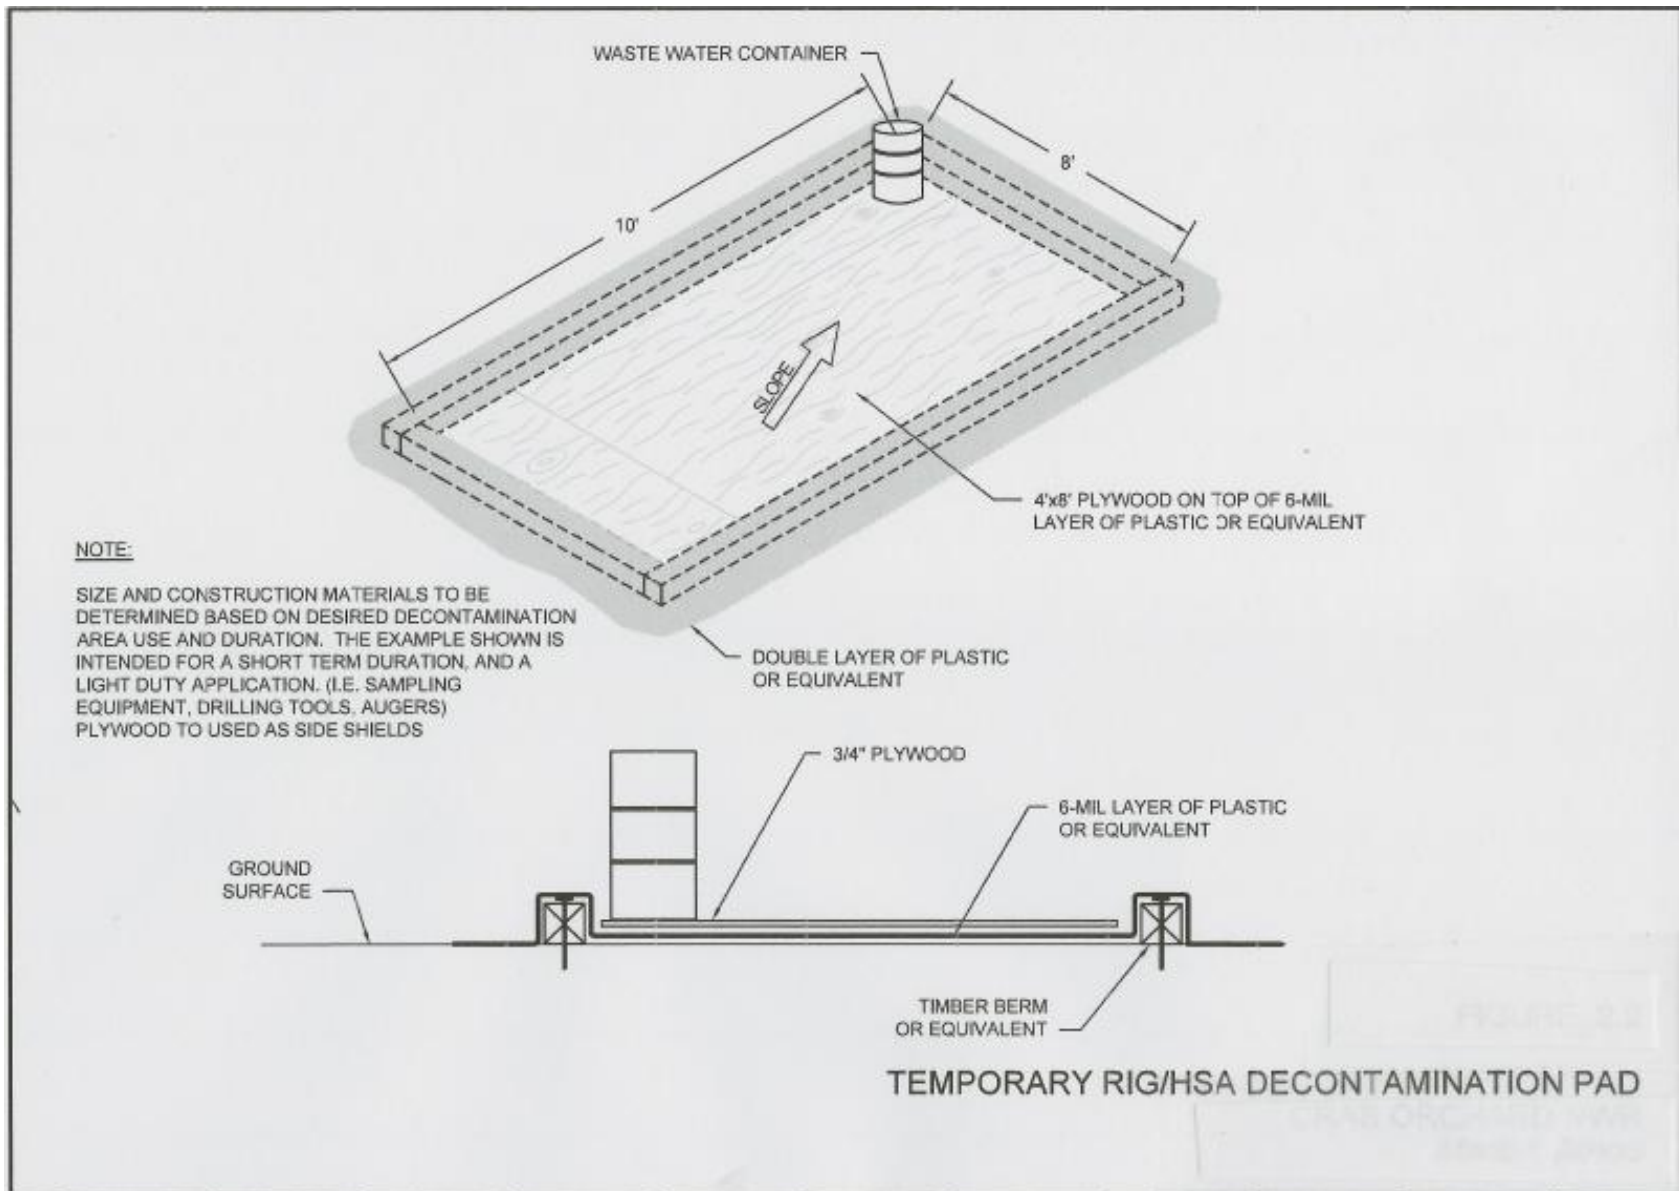 WASTE WATER CONTAINER
8'
10'
SLOPE
4'x8' PLYWOOD ON TOP OF 6-MIL
LAYER OF PLASTIC OR EQUIVALENT
NOTE:
SIZE AND CONSTRUCTION MATERIALS TO BE
DETERMINED BASED ON DESIRED DECONTAMINATION
AREA USE AND DURATION. THE EXAMPLE SHOWN IS
INTENDED FOR A SHORT TERM DURATION, AND A
LIGHT DUTY APPLICATION. (I.E. SAMPLING
EQUIPMENT, DRILLING TOOLS, AUGERS)
PLYWOOD TO USED AS SIDE SHIELDS
DOUBLE LAYER OF PLASTIC
OR EQUIVALENT
3/4" PLYWOOD
6-MIL LAYER OF PLASTIC
OR EQUIVALENT
GROUND
SURFACE
TIMBER BERM
OR EQUIVALENT
TEMPORARY RIG/HSA DECONTAMINATION PAD